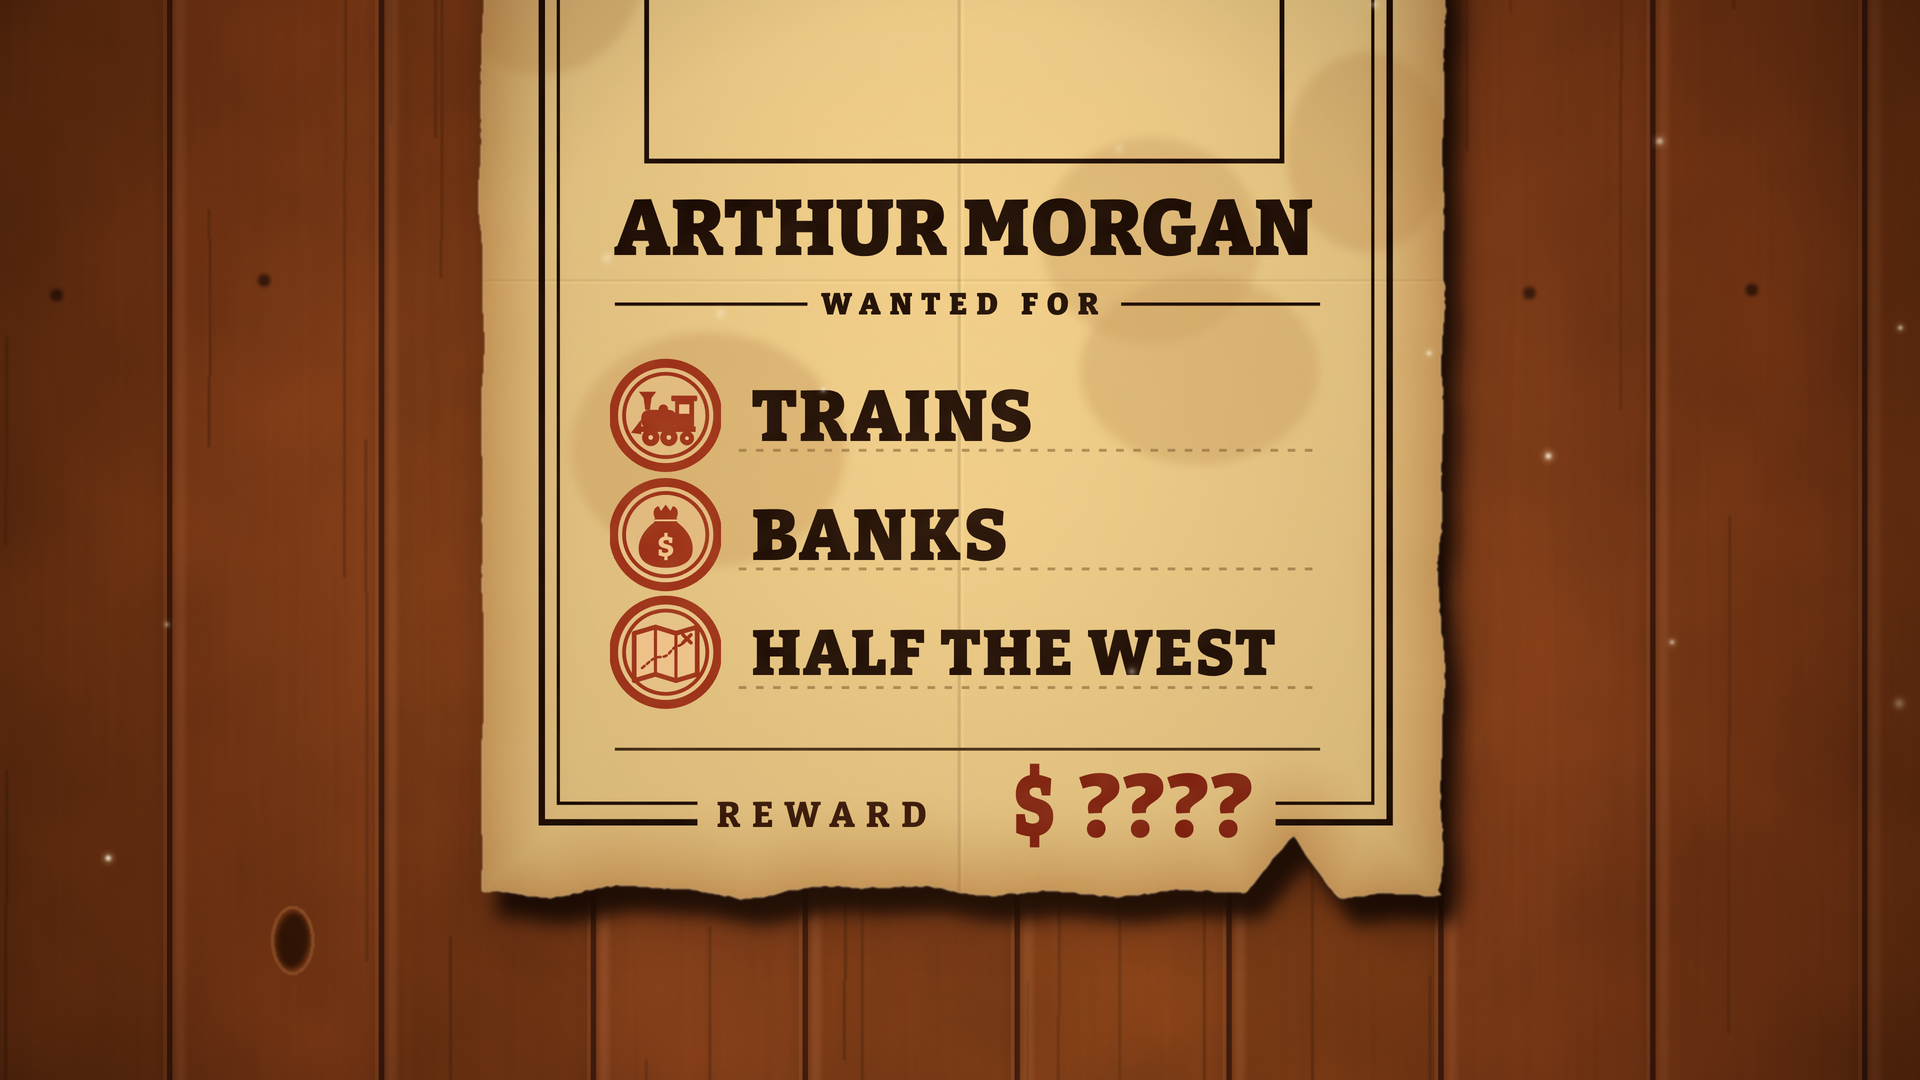 ARTHUR MORGAN
WANTED FOR
TRAINS
$
BANKS
HALF THE WEST
REWARD $ ????